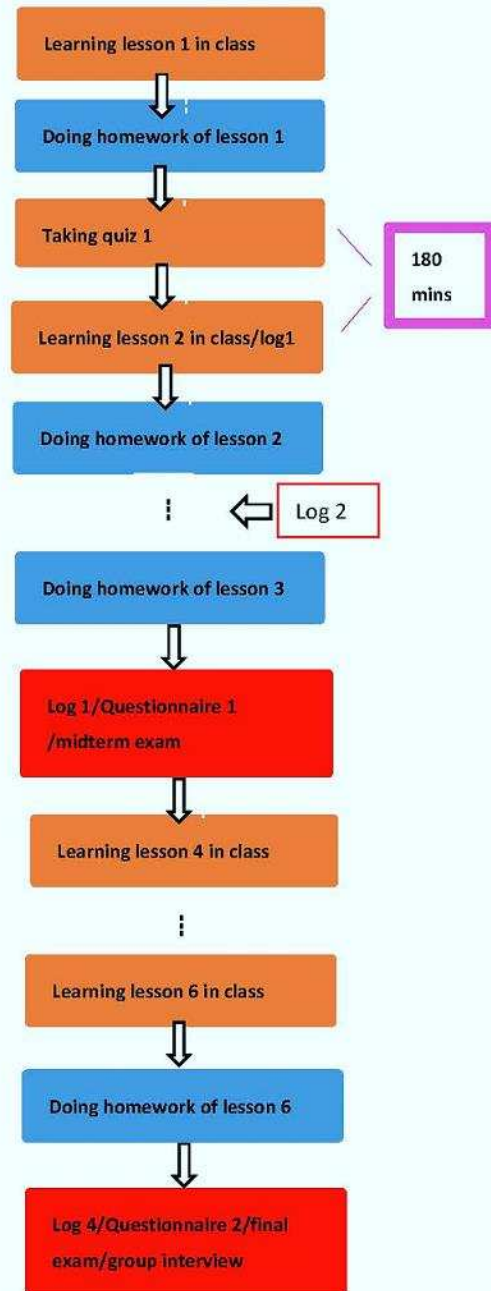 Learning lesson 1 in class
Doing homework of lesson 1
Taking quiz 1
180
mins
Learning lesson 2 in class/log1
Doing homework of lesson 2
Log 2
Doing homework of lesson 3
Log 1/Questionnaire 1
/midterm exam
Learning lesson 4 in class
Learning lesson 6 in class
Doing homework of lesson 6
Log 4/Questionnaire 2/final
exam/group interview